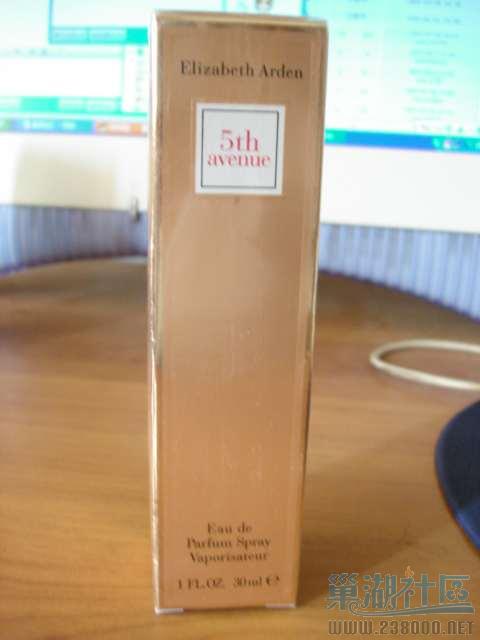 Elizabeth Arden
5th
avenue
Eau de
Parfum Spray
Vaporisateur
1 FL.OZ. 30ml ℮
巢湖社區
WWW.238000.NET